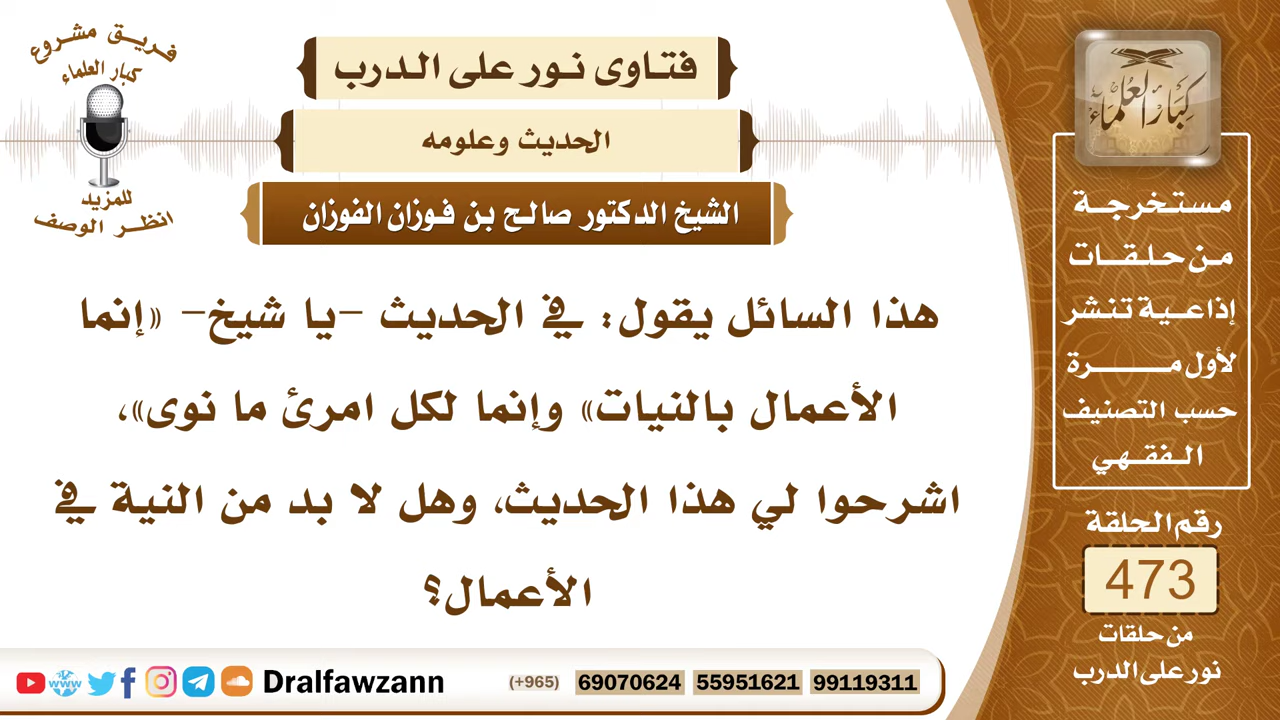 فريق مشروع
كبار العلماء
للمزيد
انظر الوصف
فتاوى نور على الدرب
الحديث وعلومه
الشيخ الدكتور صالح بن فوزان الفوزان
هذا السائل يقول: في الحديث -يا شيخ- «إنما
الأعمال بالنيات» وإنما لكل امرئ ما نوى»،
اشرحوا لي هذا الحديث، وهل لا بد من النية في
الأعمال؟
كبار العلماء
مستخرجة
من حلقات
إذاعية تنشر
لأول مرة
حسب التصنيف
الفقهي
رقم الحلقة
473
من حلقات
نور على الدرب
www Dralfawzann (+965) 69070624 55951621 99119311